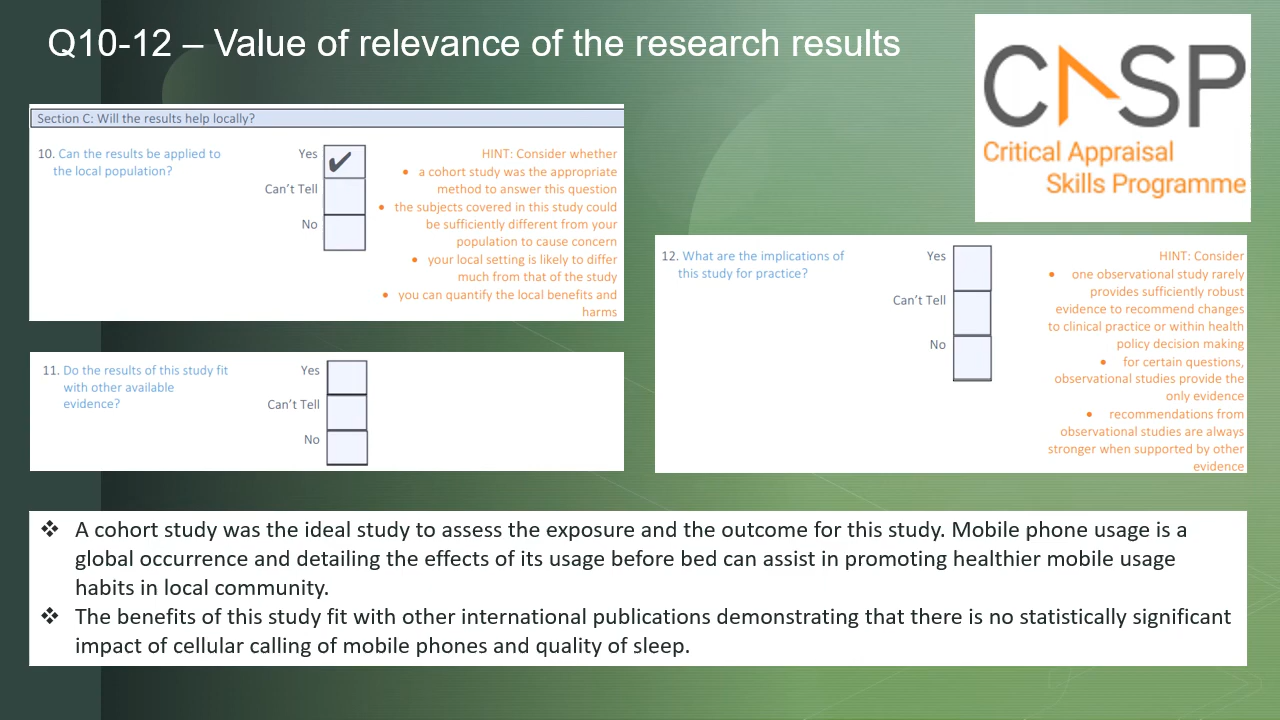 Q10-12 – Value of relevance of the research results
CASP
Critical Appraisal
Skills Programme
Section C: Will the results help locally?
10. Can the results be applied to
the local population?
Yes ✔
Can't Tell
No
HINT: Consider whether
• a cohort study was the appropriate
method to answer this question
• the subjects covered in this study could
be sufficiently different from your
population to cause concern
• your local setting is likely to differ
much from that of the study
• you can quantify the local benefits and
harms
11. Do the results of this study fit
with other available
evidence?
Yes
Can't Tell
No
12. What are the implications of
this study for practice?
Yes
Can't Tell
No
HINT: Consider
• one observational study rarely
provides sufficiently robust
evidence to recommend changes
to clinical practice or within health
policy decision making
• for certain questions,
observational studies provide the
only evidence
• recommendations from
observational studies are always
stronger when supported by other
evidence
❖ A cohort study was the ideal study to assess the exposure and the outcome for this study. Mobile phone usage is a
global occurrence and detailing the effects of its usage before bed can assist in promoting healthier mobile usage
habits in local community.
❖ The benefits of this study fit with other international publications demonstrating that there is no statistically significant
impact of cellular calling of mobile phones and quality of sleep.